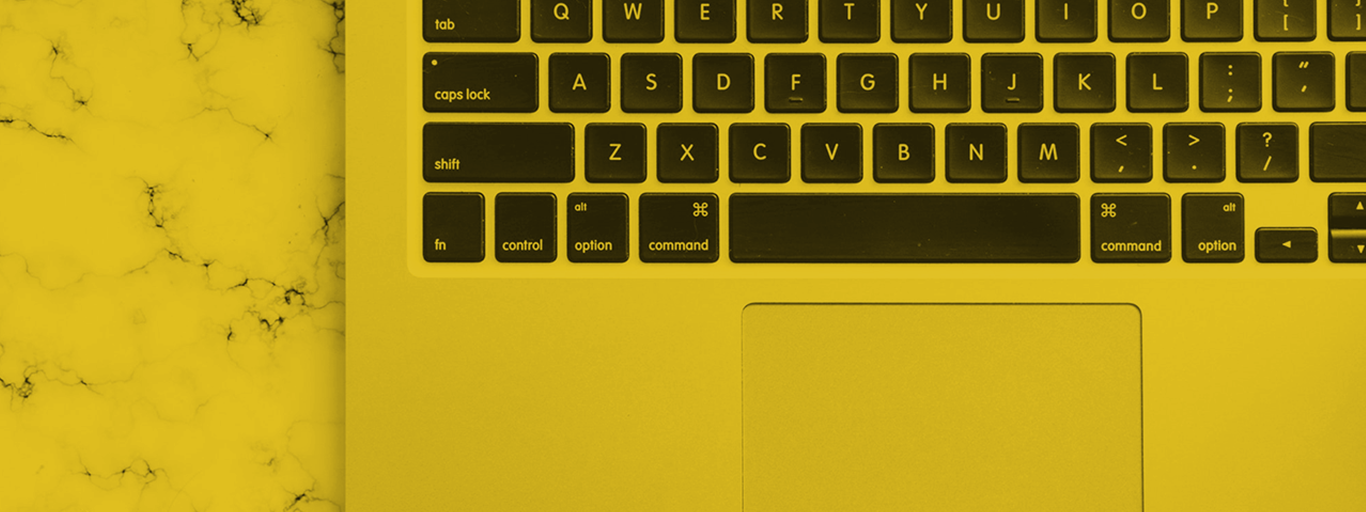 tab Q W E R T Y U I O P [ ]
caps lock A S D F G H J K L : ; " '
shift Z X C V B N M < , > . ? /
fn control alt option ⌘ command ⌘ command alt option ◄ ▲ ▼